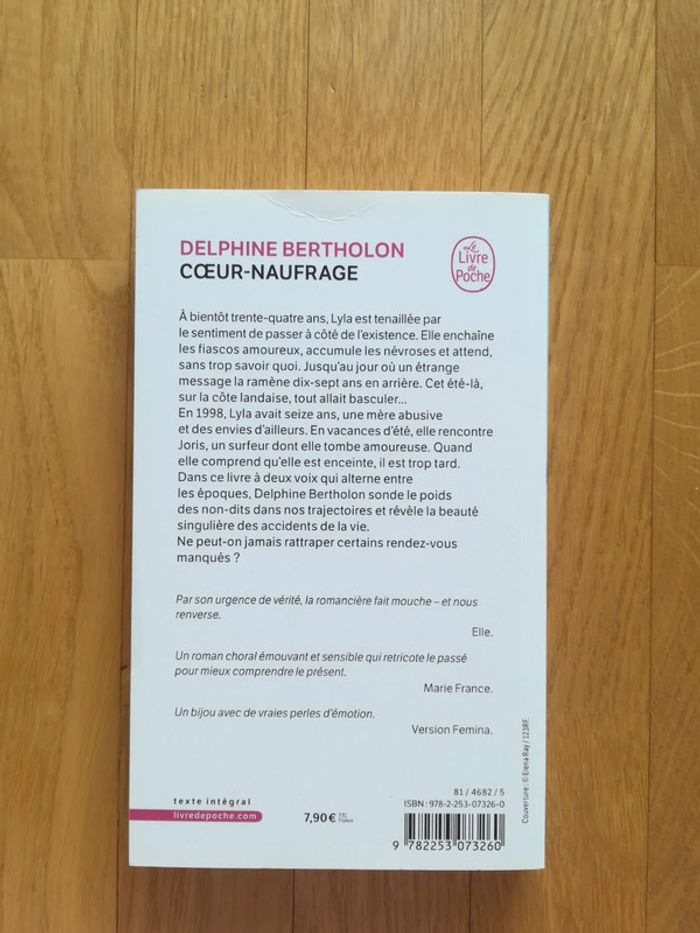 DELPHINE BERTHOLON
CŒUR-NAUFRAGE
Le
Livre
de
Poche
À bientôt trente-quatre ans, Lyla est tenaillée par
le sentiment de passer à côté de l'existence. Elle enchaîne
les fiascos amoureux, accumule les névroses et attend,
sans trop savoir quoi. Jusqu'au jour où un étrange
message la ramène dix-sept ans en arrière. Cet été-là,
sur la côte landaise, tout allait basculer...
En 1998, Lyla avait seize ans, une mère abusive
et des envies d'ailleurs. En vacances d'été, elle rencontre
Joris, un surfeur dont elle tombe amoureuse. Quand
elle comprend qu'elle est enceinte, il est trop tard.
Dans ce livre à deux voix qui alterne entre
les époques, Delphine Bertholon sonde le poids
des non-dits dans nos trajectoires et révèle la beauté
singulière des accidents de la vie.
Ne peut-on jamais rattraper certains rendez-vous
manqués ?
Par son urgence de vérité, la romancière fait mouche – et nous
renverse.
Elle.
Un roman choral émouvant et sensible qui retricote le passé
pour mieux comprendre le présent.
Marie France.
Un bijou avec de vraies perles d'émotion.
Version Femina.
Couverture : © Elena Ray / 123RF.
texte intégral
livredepoche.com
7,90 € TTC
France
81 / 4682 / 5
ISBN : 978-2-253-07326-0
9 782253 073260